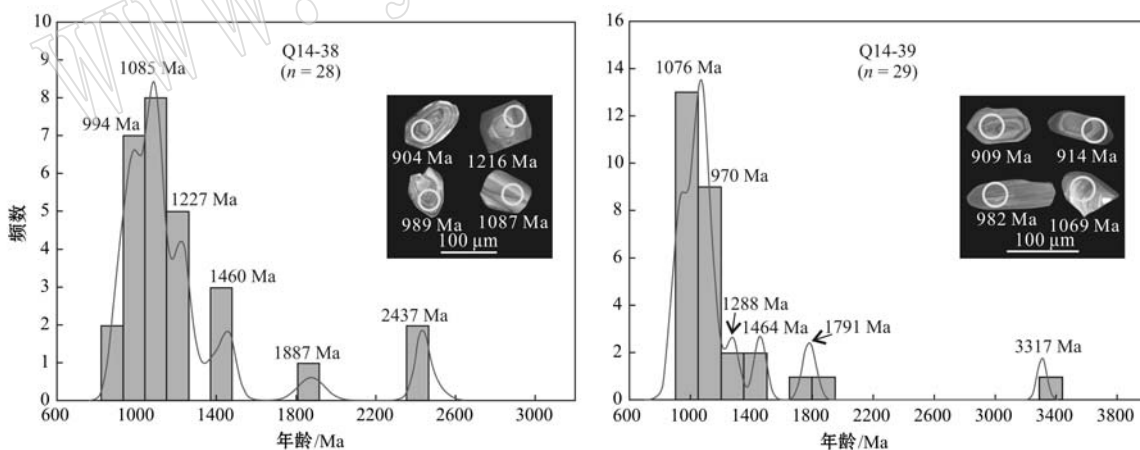 10
9
8
7
6
5
4
3
2
1
0
频数
600
1000
1400
1800
2200
2600
3000
年龄/Ma
Q14-38
(n = 28)
994 Ma
1085 Ma
1227 Ma
1460 Ma
1887 Ma
2437 Ma
904 Ma
1216 Ma
989 Ma
1087 Ma
100 μm
16
14
12
10
8
6
4
2
0
600
1000
1400
1800
2200
2600
3000
3400
3800
年龄/Ma
Q14-39
(n = 29)
1076 Ma
970 Ma
1288 Ma
1464 Ma
1791 Ma
3317 Ma
909 Ma
914 Ma
982 Ma
1069 Ma
100 μm